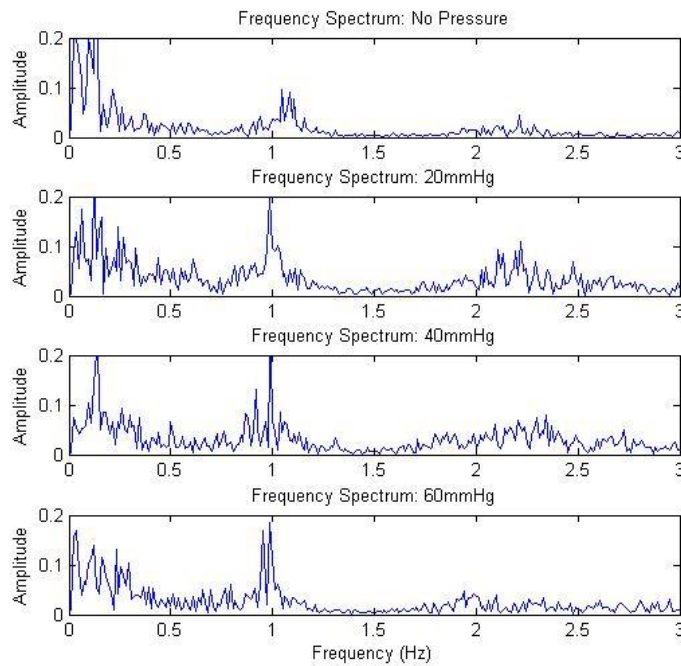 Frequency Spectrum: No Pressure
0.2
0.1
0
Amplitude
0 0.5 1 1.5 2 2.5 3
Frequency Spectrum: 20mmHg
0.2
0.1
0
Amplitude
0 0.5 1 1.5 2 2.5 3
Frequency Spectrum: 40mmHg
0.2
0.1
0
Amplitude
0 0.5 1 1.5 2 2.5 3
Frequency Spectrum: 60mmHg
0.2
0.1
0
Amplitude
0 0.5 1 1.5 2 2.5 3
Frequency (Hz)